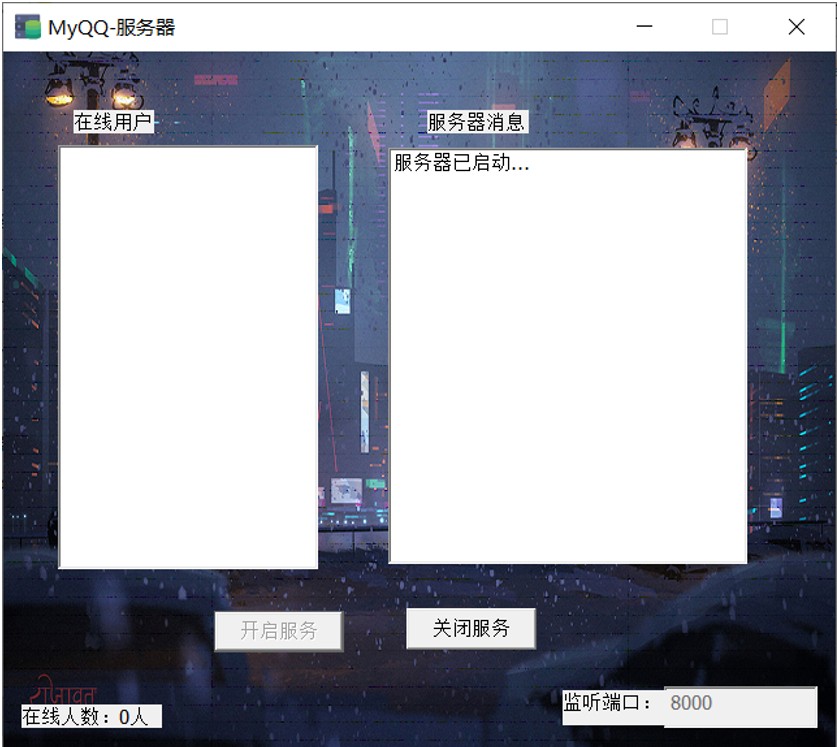 MyQQ-服务器
在线用户
服务器消息
服务器已启动...
开启服务
关闭服务
राजावत
在线人数：0人
监听端口：
8000